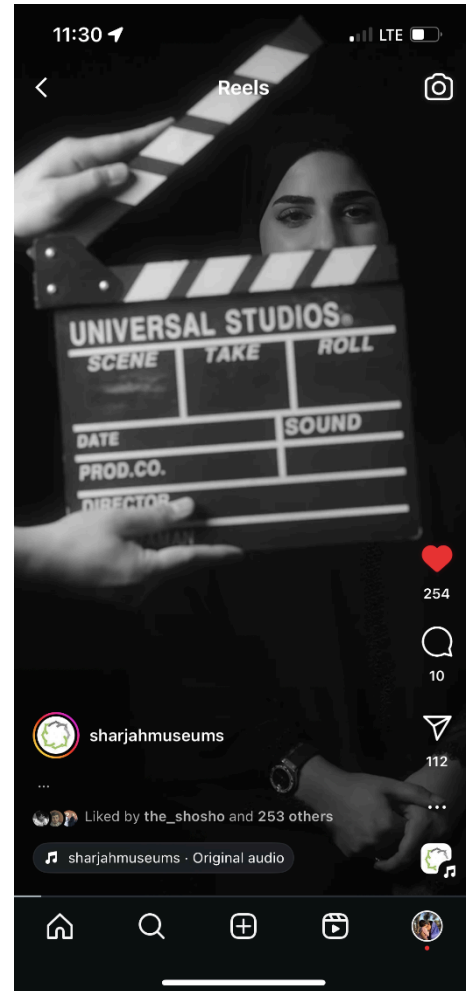 11:30
LTE
Reels
UNIVERSAL STUDIOS
SCENE TAKE ROLL
DATE SOUND
PROD.CO.
DIRECTOR
254
10
sharjahmuseums
112
...
Liked by the_shosho and 253 others
sharjahmuseums · Original audio